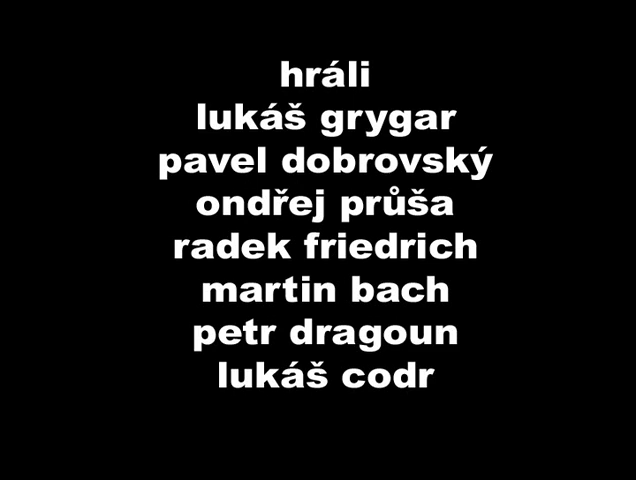 hráli
lukáš grygar
pavel dobrovský
ondřej průša
radek friedrich
martin bach
petr dragoun
lukáš codr